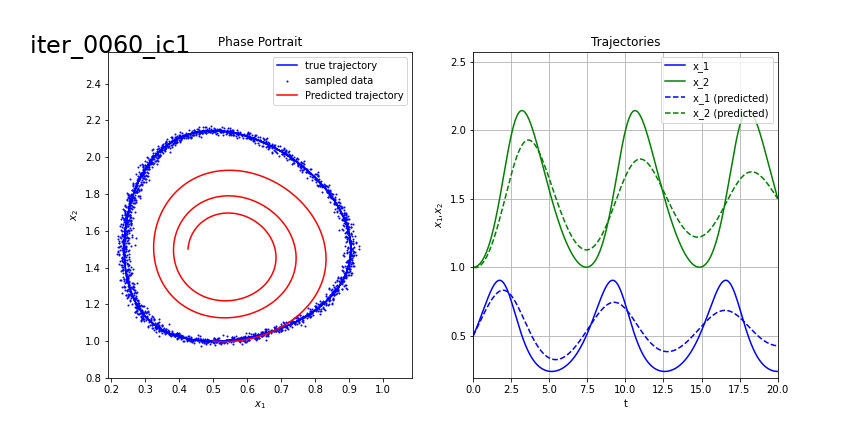 iter_0060_ic1
Phase Portrait
true trajectory
sampled data
Predicted trajectory
2.4
2.2
2.0
1.8
1.6
1.4
1.2
1.0
0.8
x_2
0.2 0.3 0.4 0.5 0.6 0.7 0.8 0.9 1.0
x_1
Trajectories
x_1
x_2
x_1 (predicted)
x_2 (predicted)
2.5
2.0
1.5
1.0
0.5
x_1,x_2
0.0 2.5 5.0 7.5 10.0 12.5 15.0 17.5 20.0
t